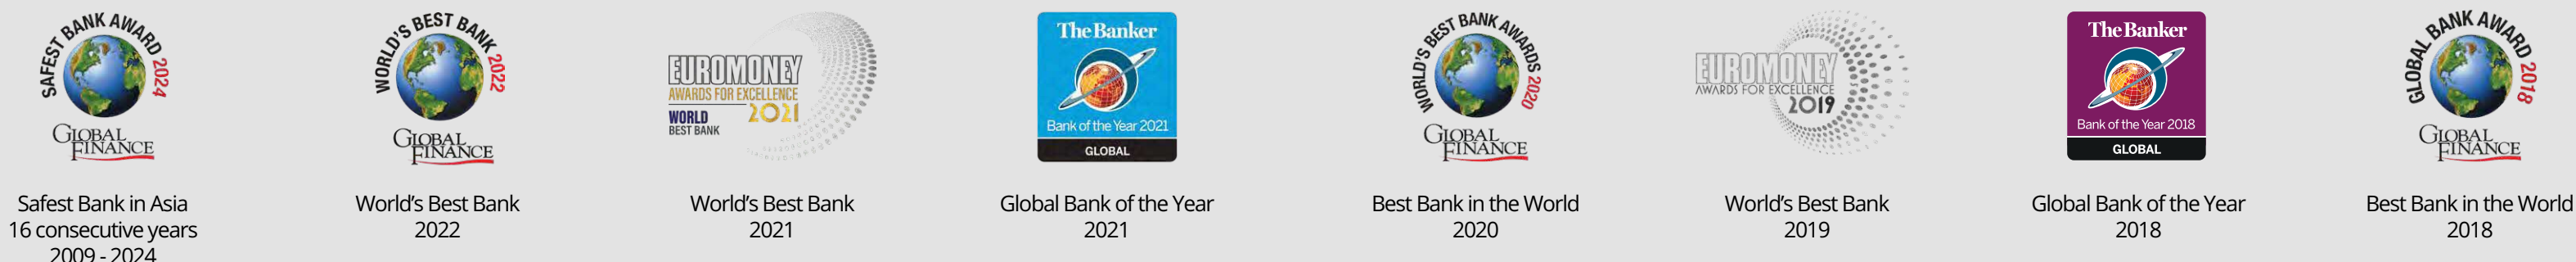 SAFEST BANK AWARD 2024
GLOBAL
FINANCE
Safest Bank in Asia
16 consecutive years
2009 - 2024
WORLD'S BEST BANK 2022
GLOBAL
FINANCE
World's Best Bank
2022
EUROMONEY
AWARDS FOR EXCELLENCE
2021
WORLD
BEST BANK
World's Best Bank
2021
The Banker
Bank of the Year 2021
GLOBAL
Global Bank of the Year
2021
WORLD'S BEST BANK AWARDS 2020
GLOBAL
FINANCE
Best Bank in the World
2020
EUROMONEY
AWARDS FOR EXCELLENCE
2019
World's Best Bank
2019
The Banker
Bank of the Year 2018
GLOBAL
Global Bank of the Year
2018
GLOBAL BANK AWARD 2018
GLOBAL
FINANCE
Best Bank in the World
2018